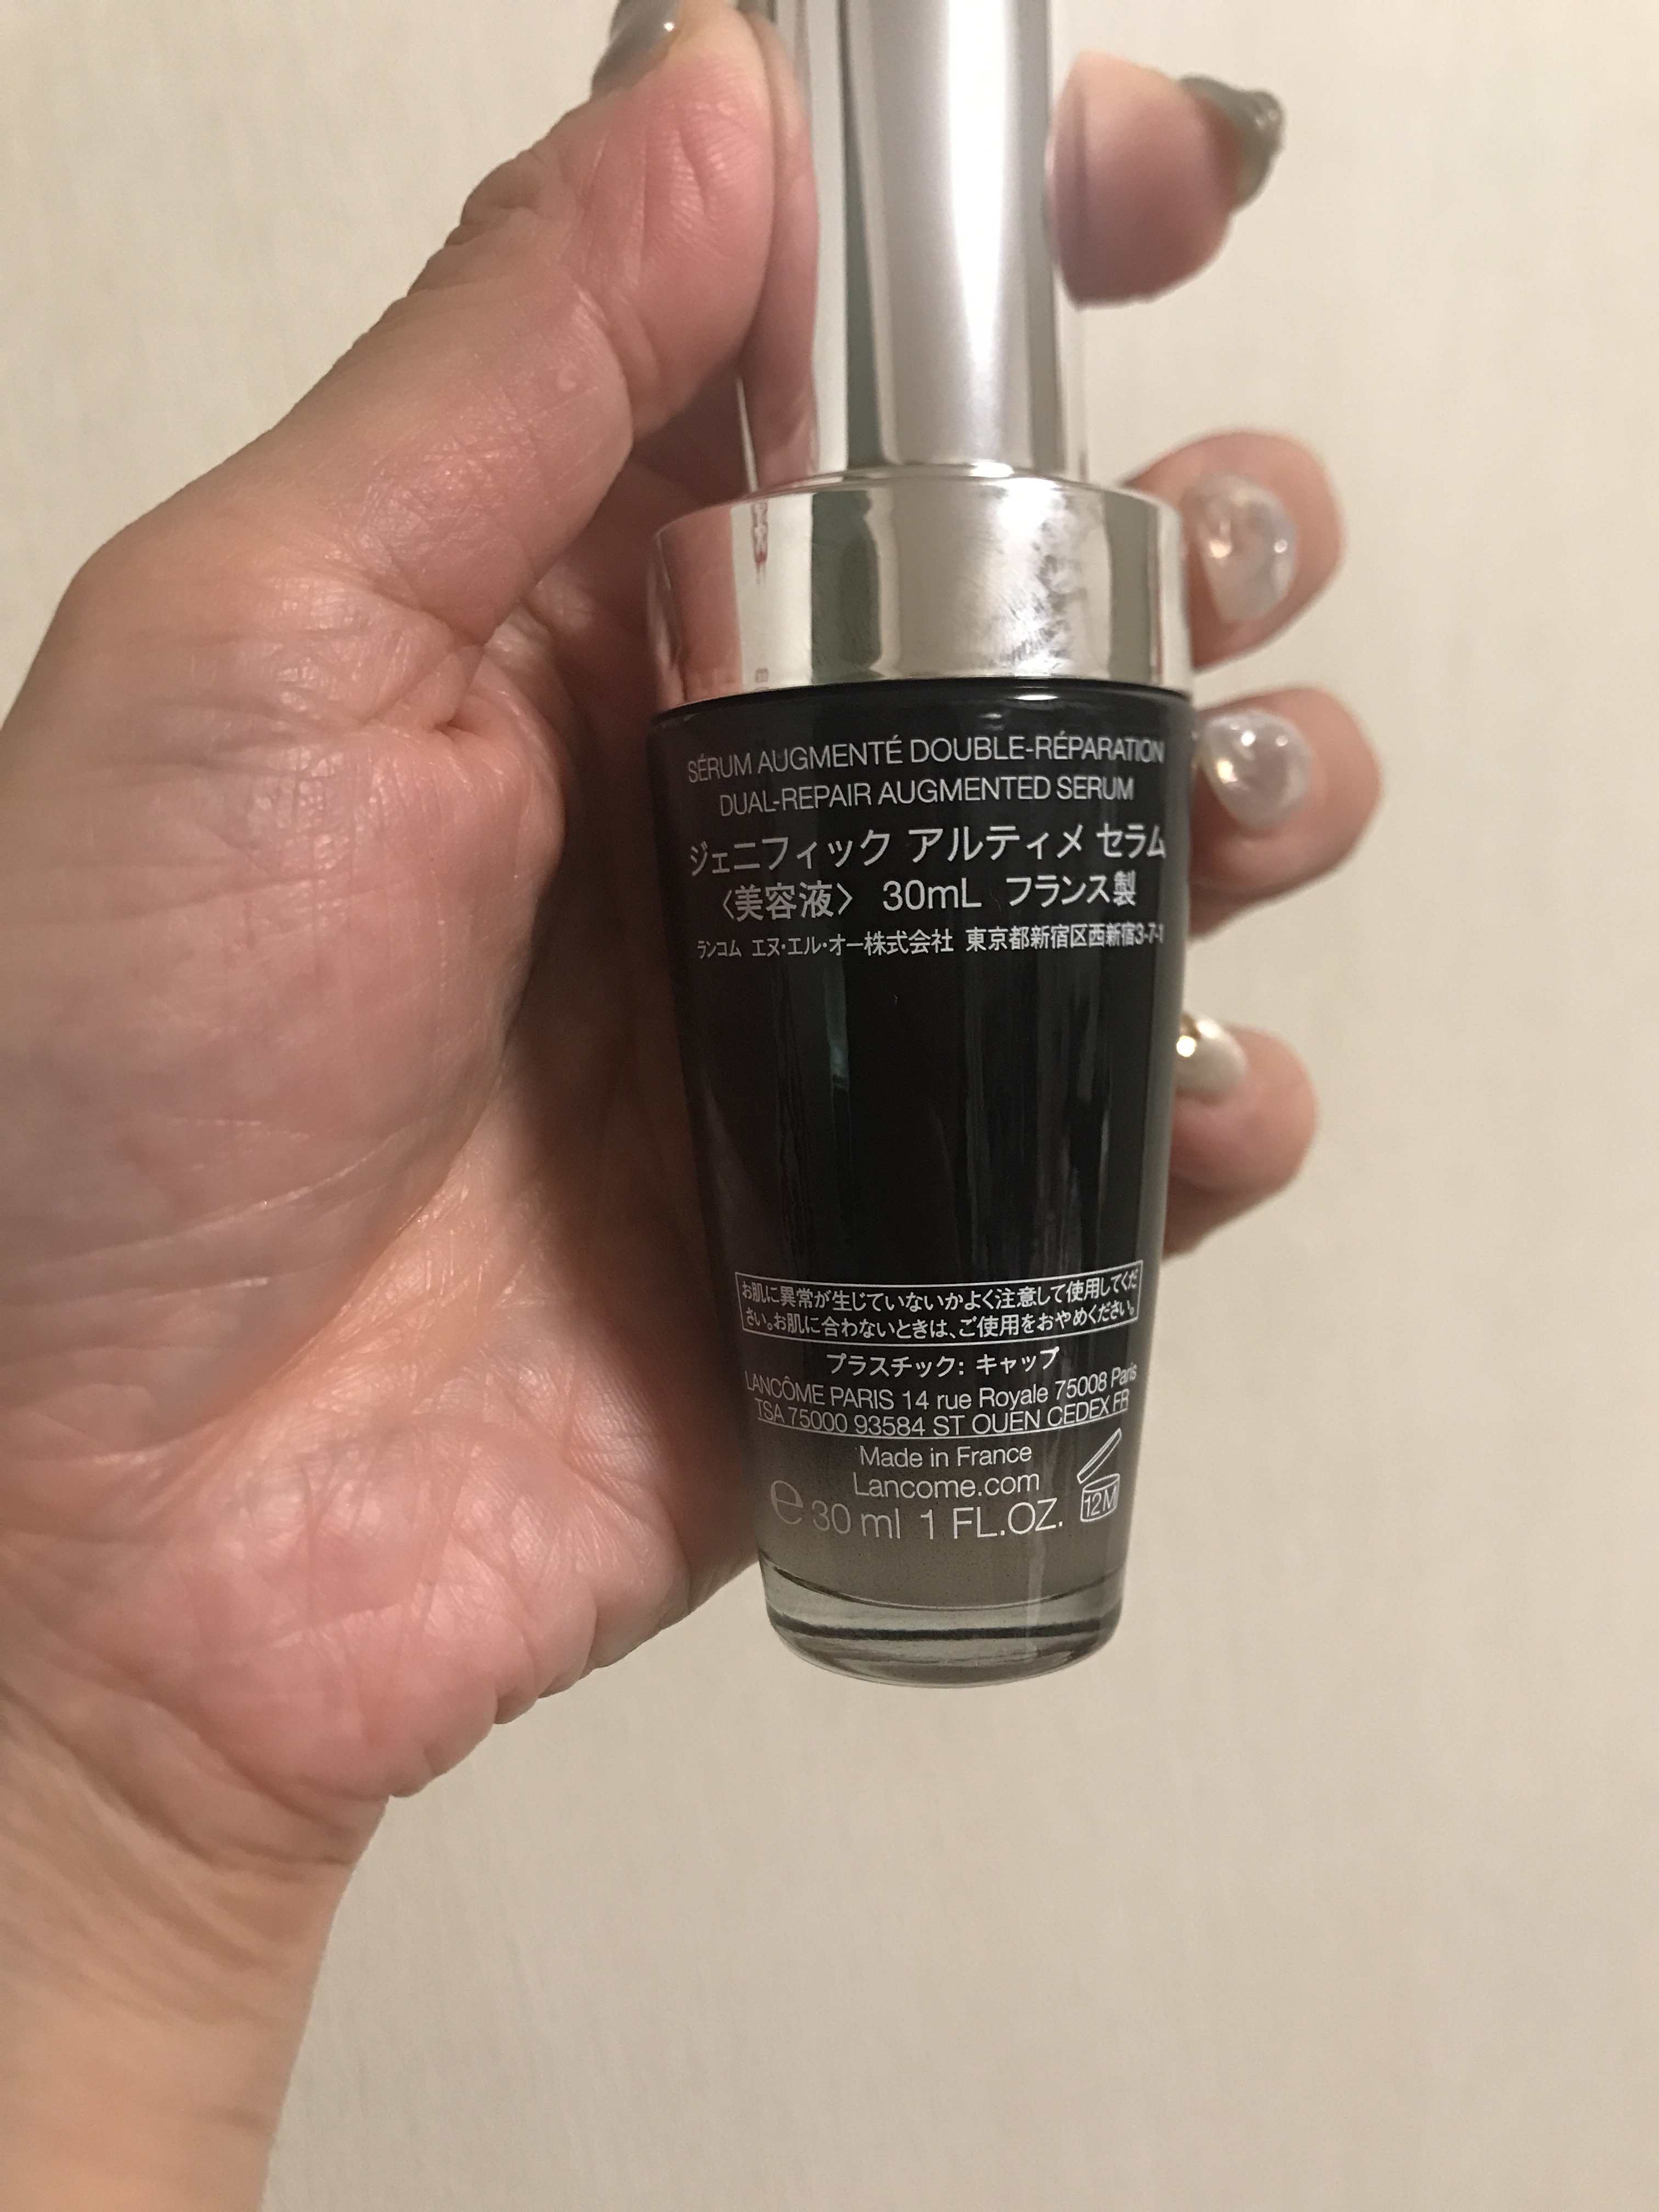 SÉRUM AUGMENTÉ DOUBLE-RÉPARATION
DUAL-REPAIR AUGMENTED SERUM
ジェニフィック アルティメ セラム
〈美容液〉 30mL フランス製
ランコム エヌ・エル・オー株式会社 東京都新宿区西新宿3-7-1
お肌に異常が生じていないかよく注意して使用してくだ
さい。お肌に合わないときは、ご使用をおやめください。
プラスチック: キャップ
LANCÔME PARIS 14 rue Royale 75008 Paris
TSA 75000 93584 ST OUEN CEDEX FR
Made in France
Lancome.com
e 30 ml 1 FL.OZ. 12M